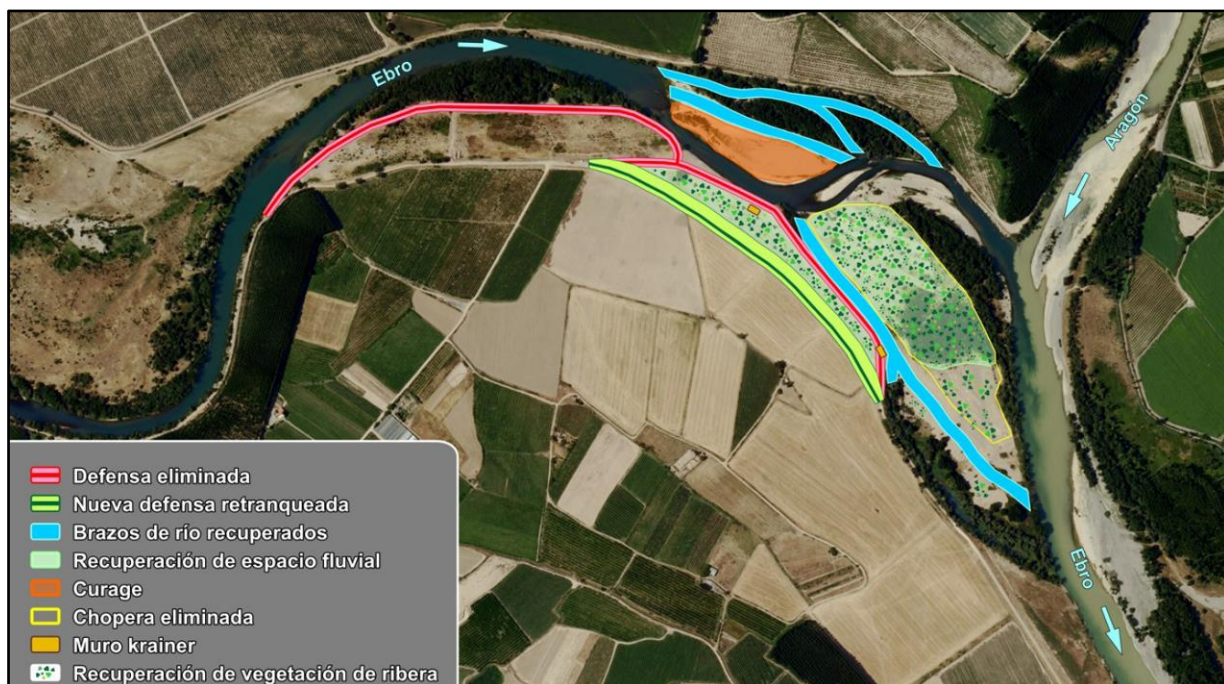 Ebro
Aragón
Ebro
Defensa eliminada
Nueva defensa retranqueada
Brazos de río recuperados
Recuperación de espacio fluvial
Curage
Chopera eliminada
Muro krainer
Recuperación de vegetación de ribera